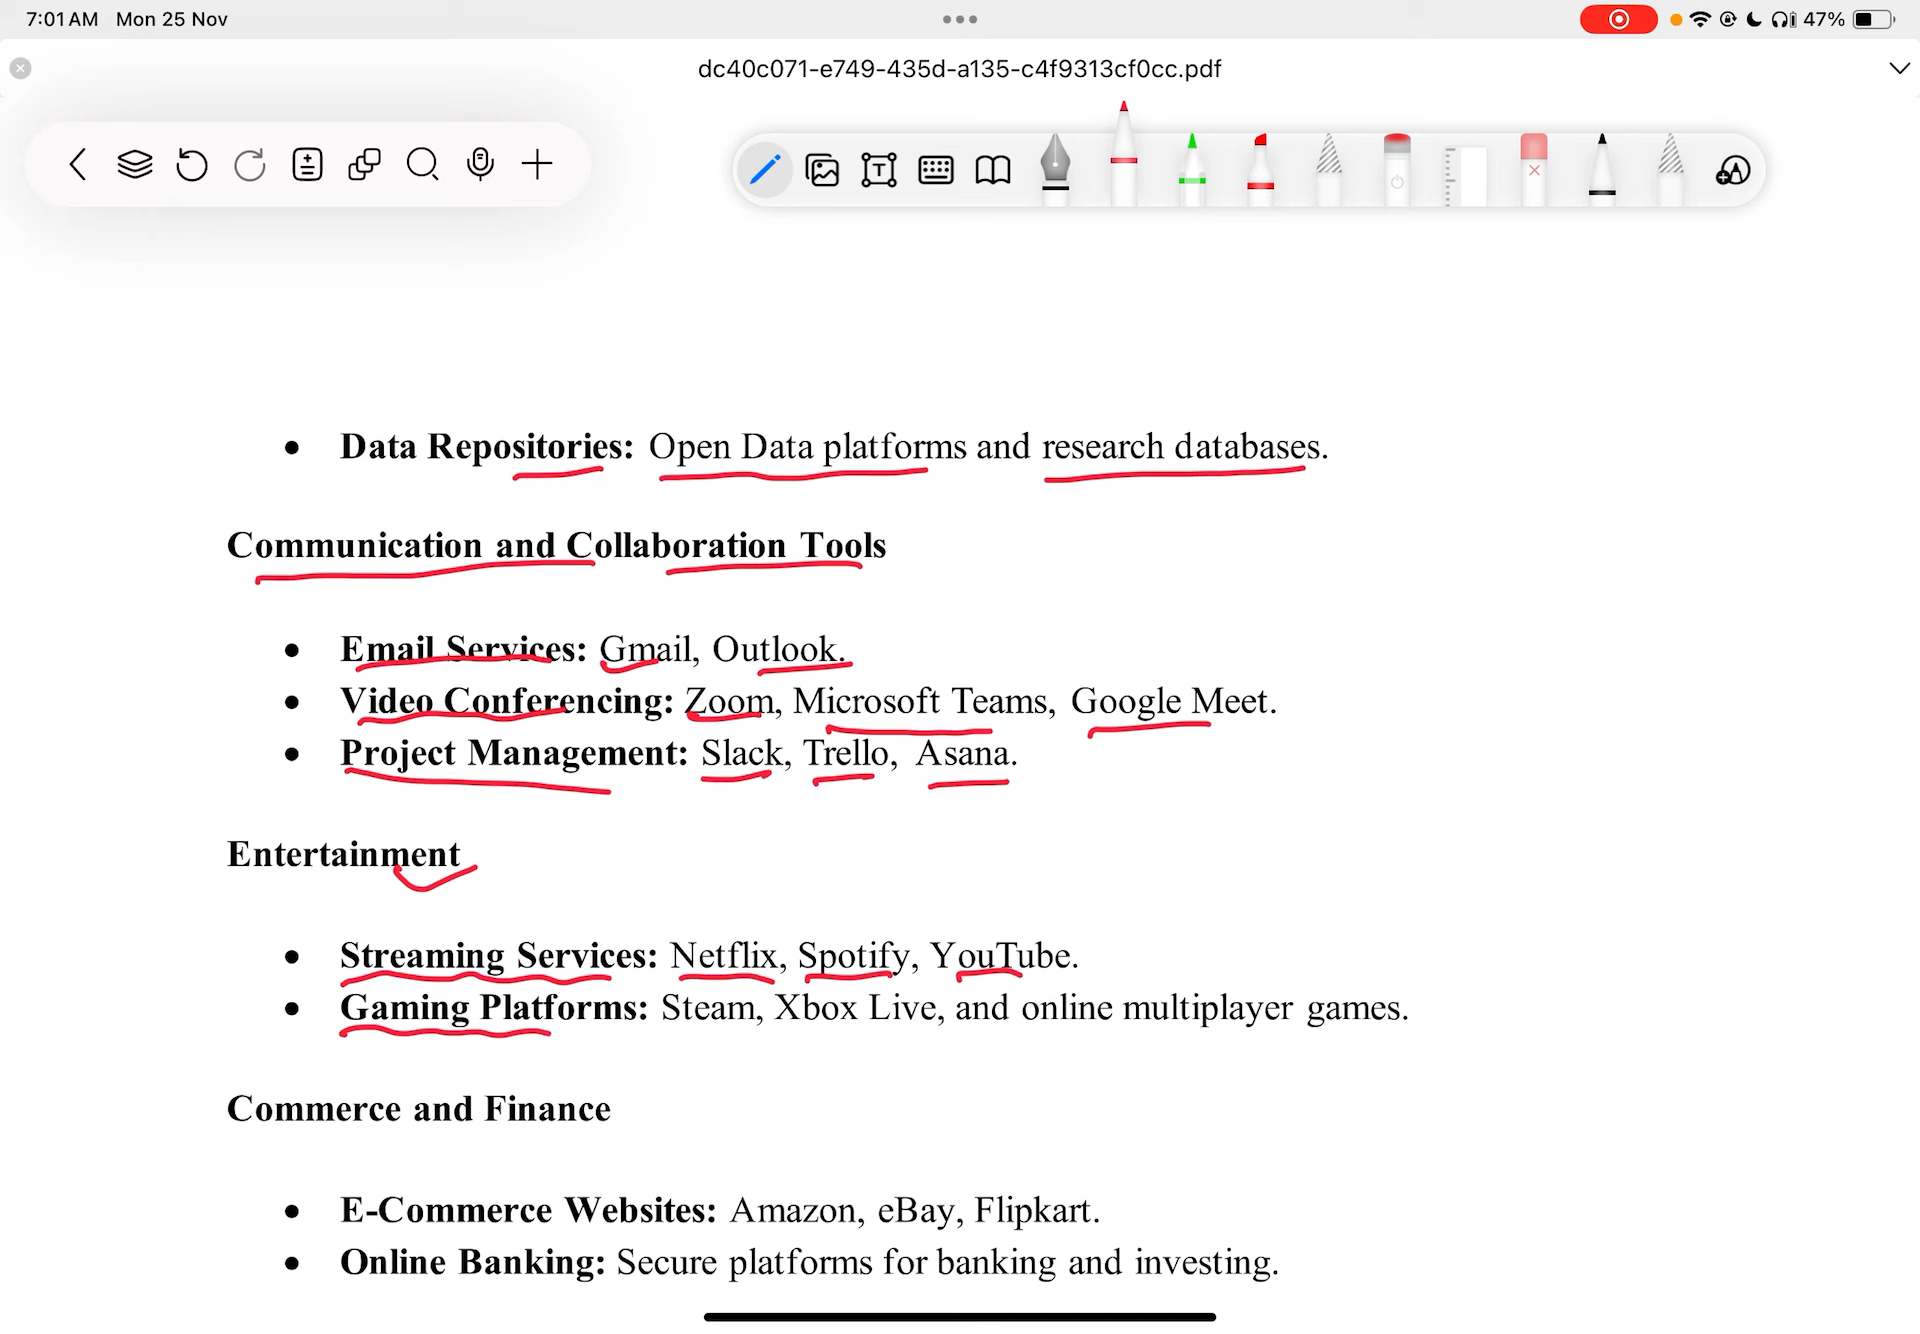 7:01 AM Mon 25 Nov
47%
dc40c071-e749-435d-a135-c4f9313cf0cc.pdf
• Data Repositories: Open Data platforms and research databases.
Communication and Collaboration Tools
• Email Services: Gmail, Outlook.
• Video Conferencing: Zoom, Microsoft Teams, Google Meet.
• Project Management: Slack, Trello, Asana.
Entertainment
• Streaming Services: Netflix, Spotify, YouTube.
• Gaming Platforms: Steam, Xbox Live, and online multiplayer games.
Commerce and Finance
• E-Commerce Websites: Amazon, eBay, Flipkart.
• Online Banking: Secure platforms for banking and investing.